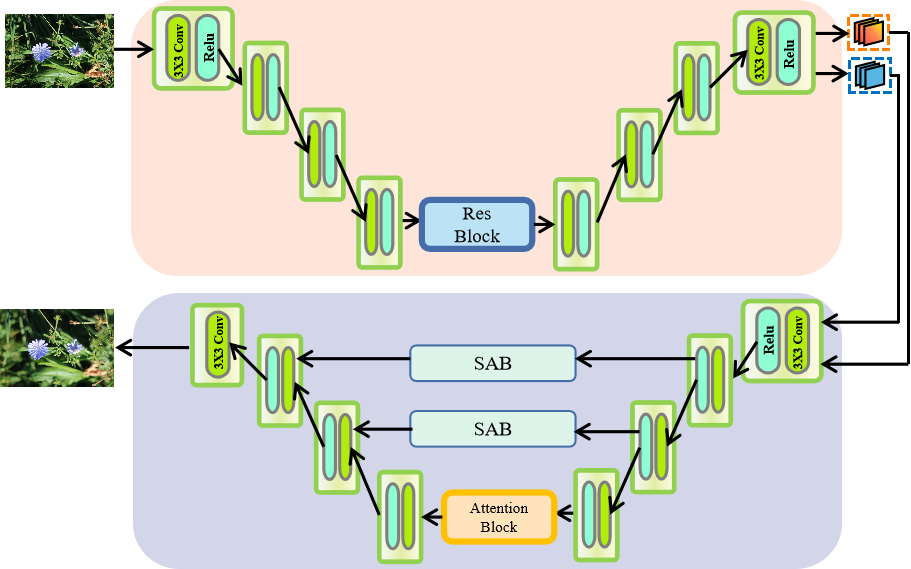 3X3 Conv
Relu
3X3 Conv
Relu
Res
Block
3X3 Conv
Relu
3X3 Conv
SAB
SAB
Attention
Block